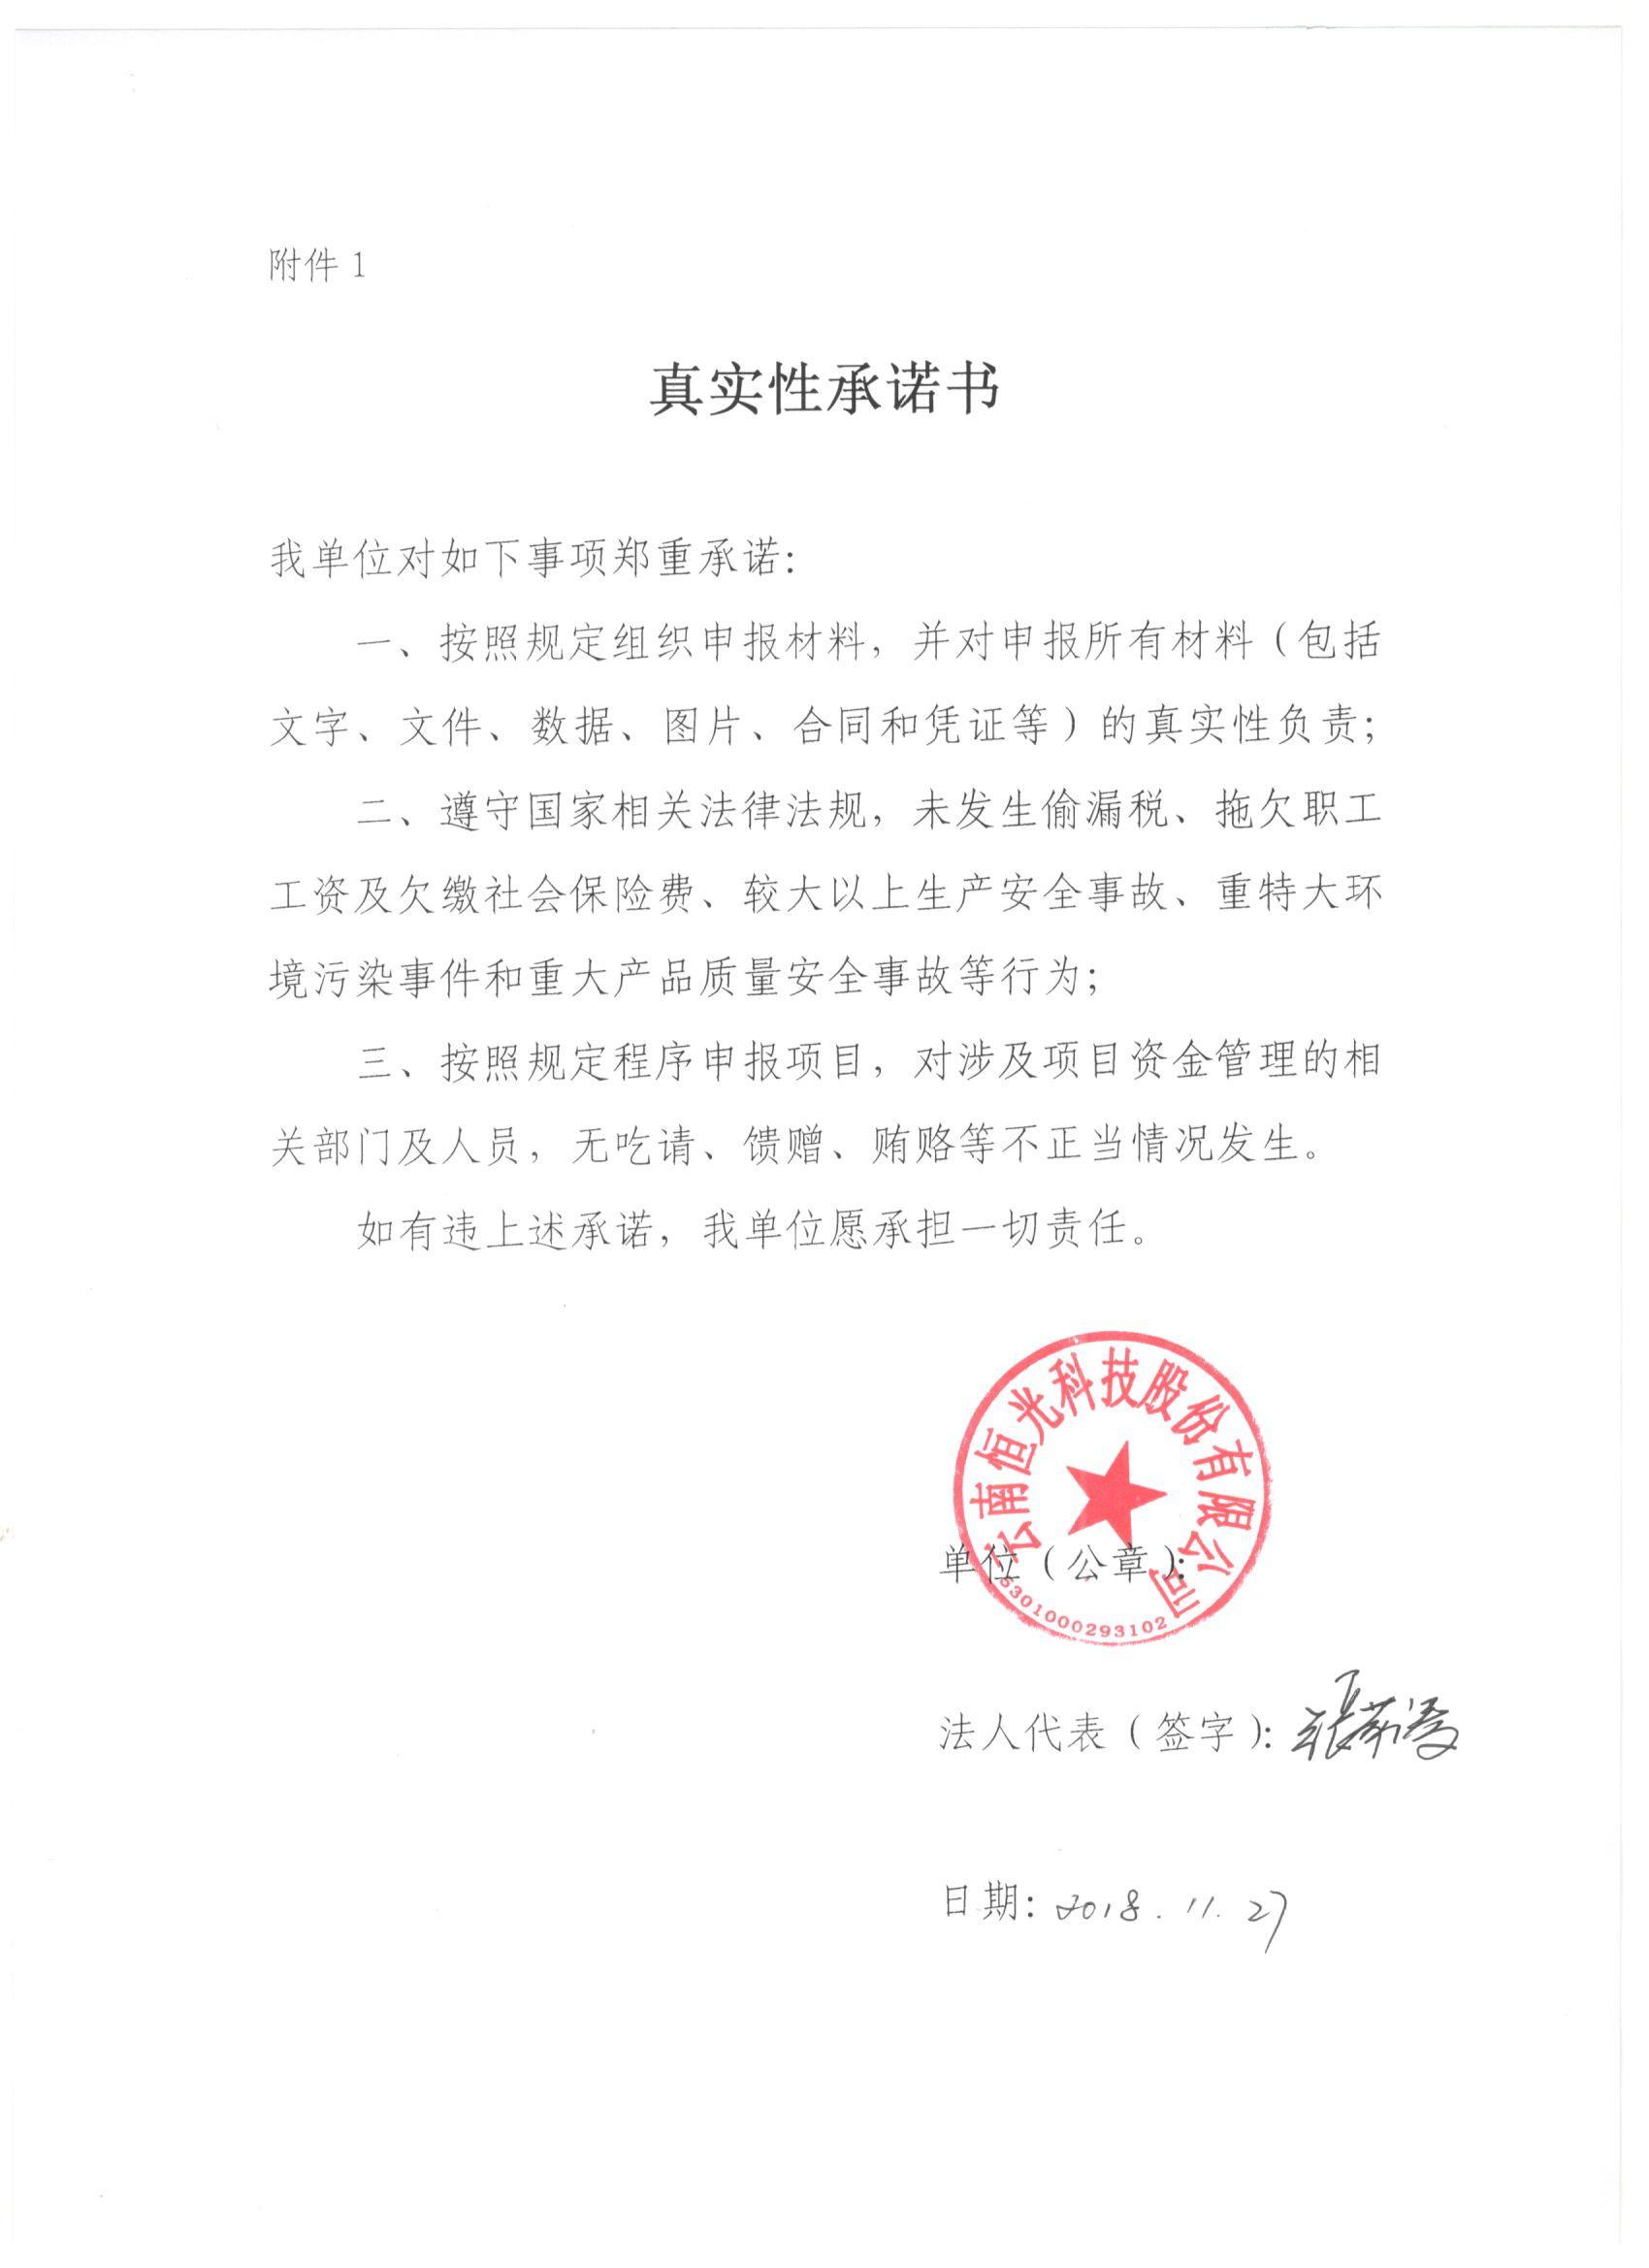 附件 1
真实性承诺书
我单位对如下事项郑重承诺：
一、按照规定组织申报材料，并对申报所有材料（包括
文字、文件、数据、图片、合同和凭证等）的真实性负责；
二、遵守国家相关法律法规，未发生偷漏税、拖欠职工
工资及欠缴社会保险费、较大以上生产安全事故、重特大环
境污染事件和重大产品质量安全事故等行为；
三、按照规定程序申报项目，对涉及项目资金管理的相
关部门及人员，无吃请、馈赠、贿赂等不正当情况发生。
如有违上述承诺，我单位愿承担一切责任。
云南恒光科技股份有限公司
单位（公章）：
5301000293102
法人代表（签字）：张
日期：2018.11.27